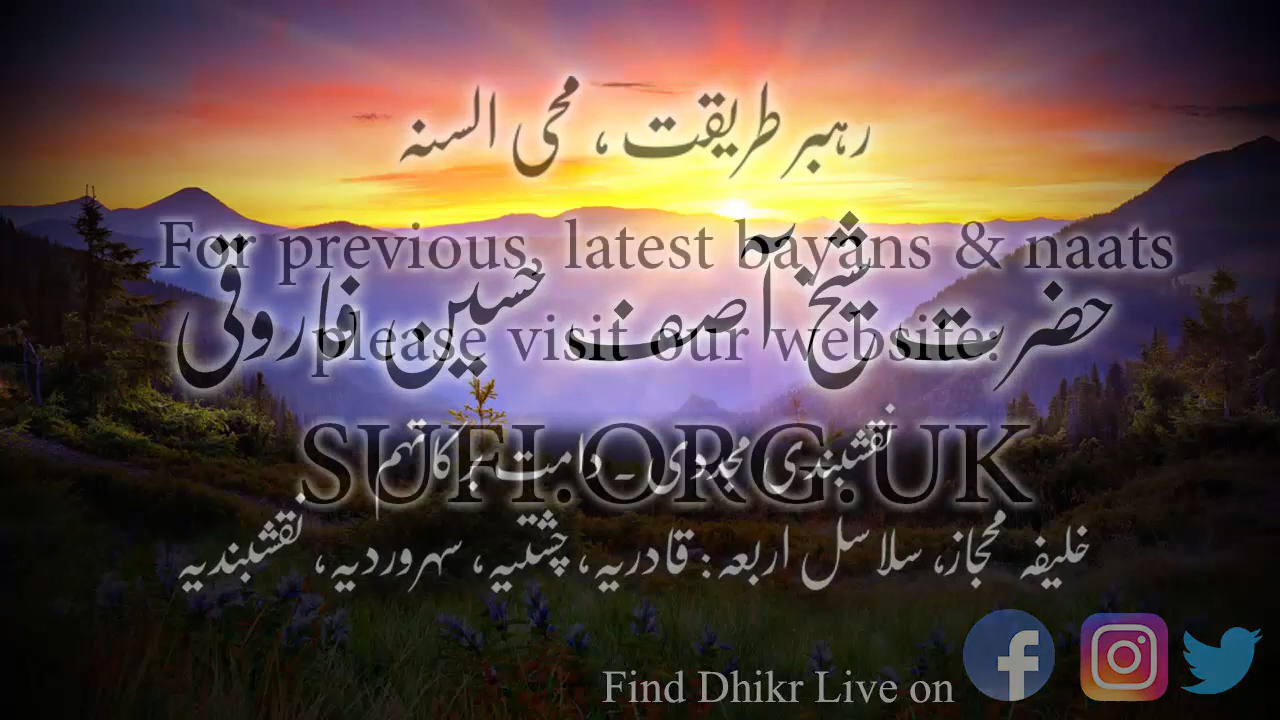 رہبر طریقت، محی السنہ
For previous, latest bayans & naats
حضرت شیخ آصف حسین فاروقی
please visit our website:
نقشبندی مجددی ۔ دامت برکاتہم
SUFI.ORG.UK
خلیفہ مجاز، سلاسل اربعہ: قادریہ، چشتیہ، سہروردیہ، نقشبندیہ
Find Dhikr Live on